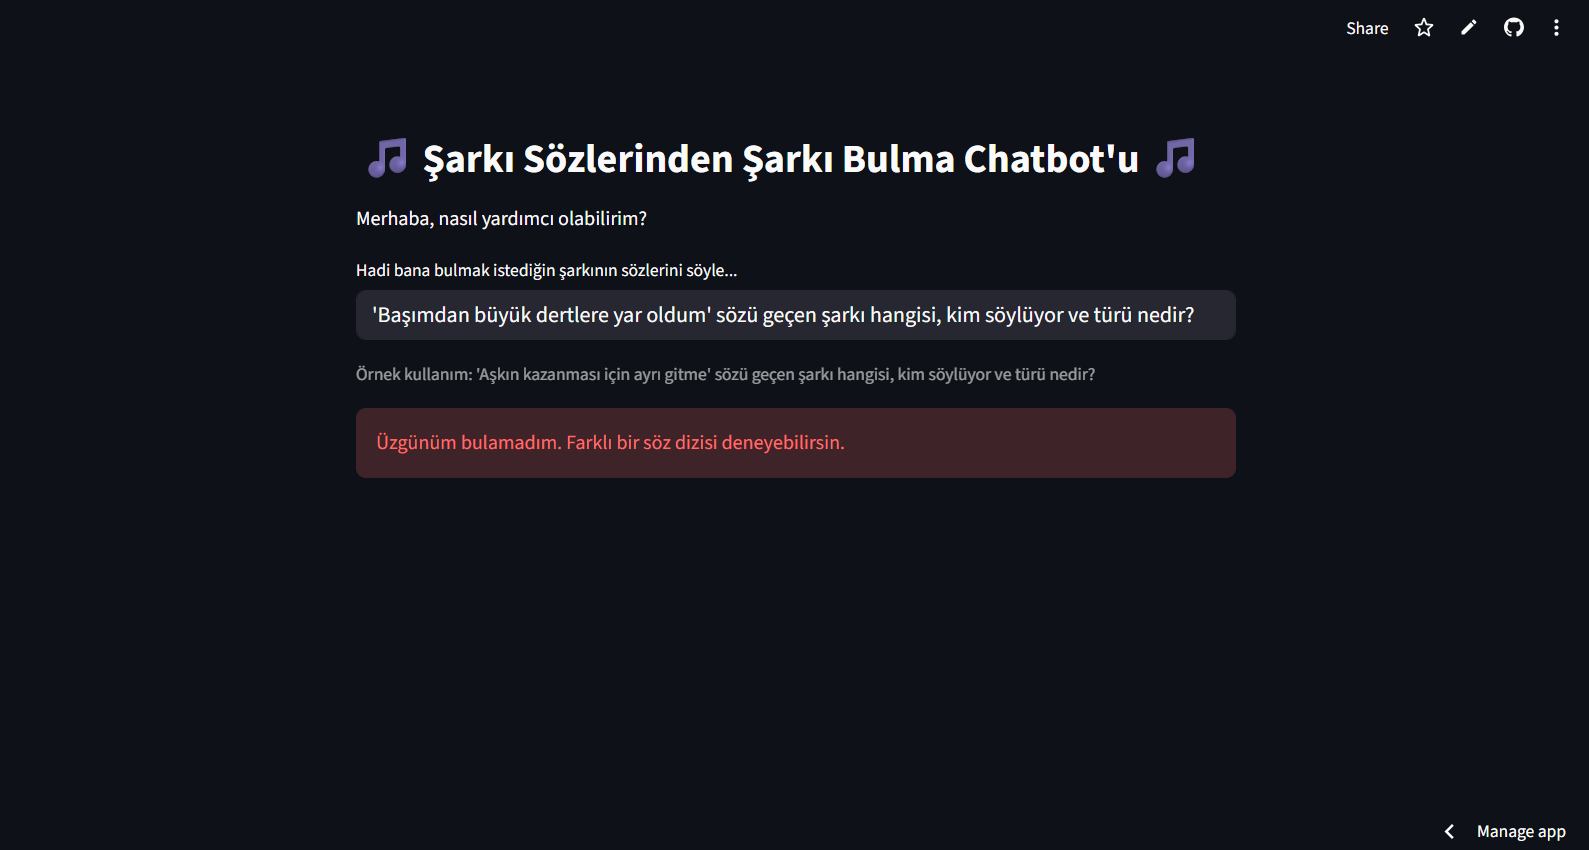 Share
🎵 Şarkı Sözlerinden Şarkı Bulma Chatbot'u 🎵
Merhaba, nasıl yardımcı olabilirim?
Hadi bana bulmak istediğin şarkının sözlerini söyle...
'Başımdan büyük dertlere yar oldum' sözü geçen şarkı hangisi, kim söylüyor ve türü nedir?
Örnek kullanım: 'Aşkın kazanması için ayrı gitme' sözü geçen şarkı hangisi, kim söylüyor ve türü nedir?
Üzgünüm bulamadım. Farklı bir söz dizisi deneyebilirsin.
Manage app